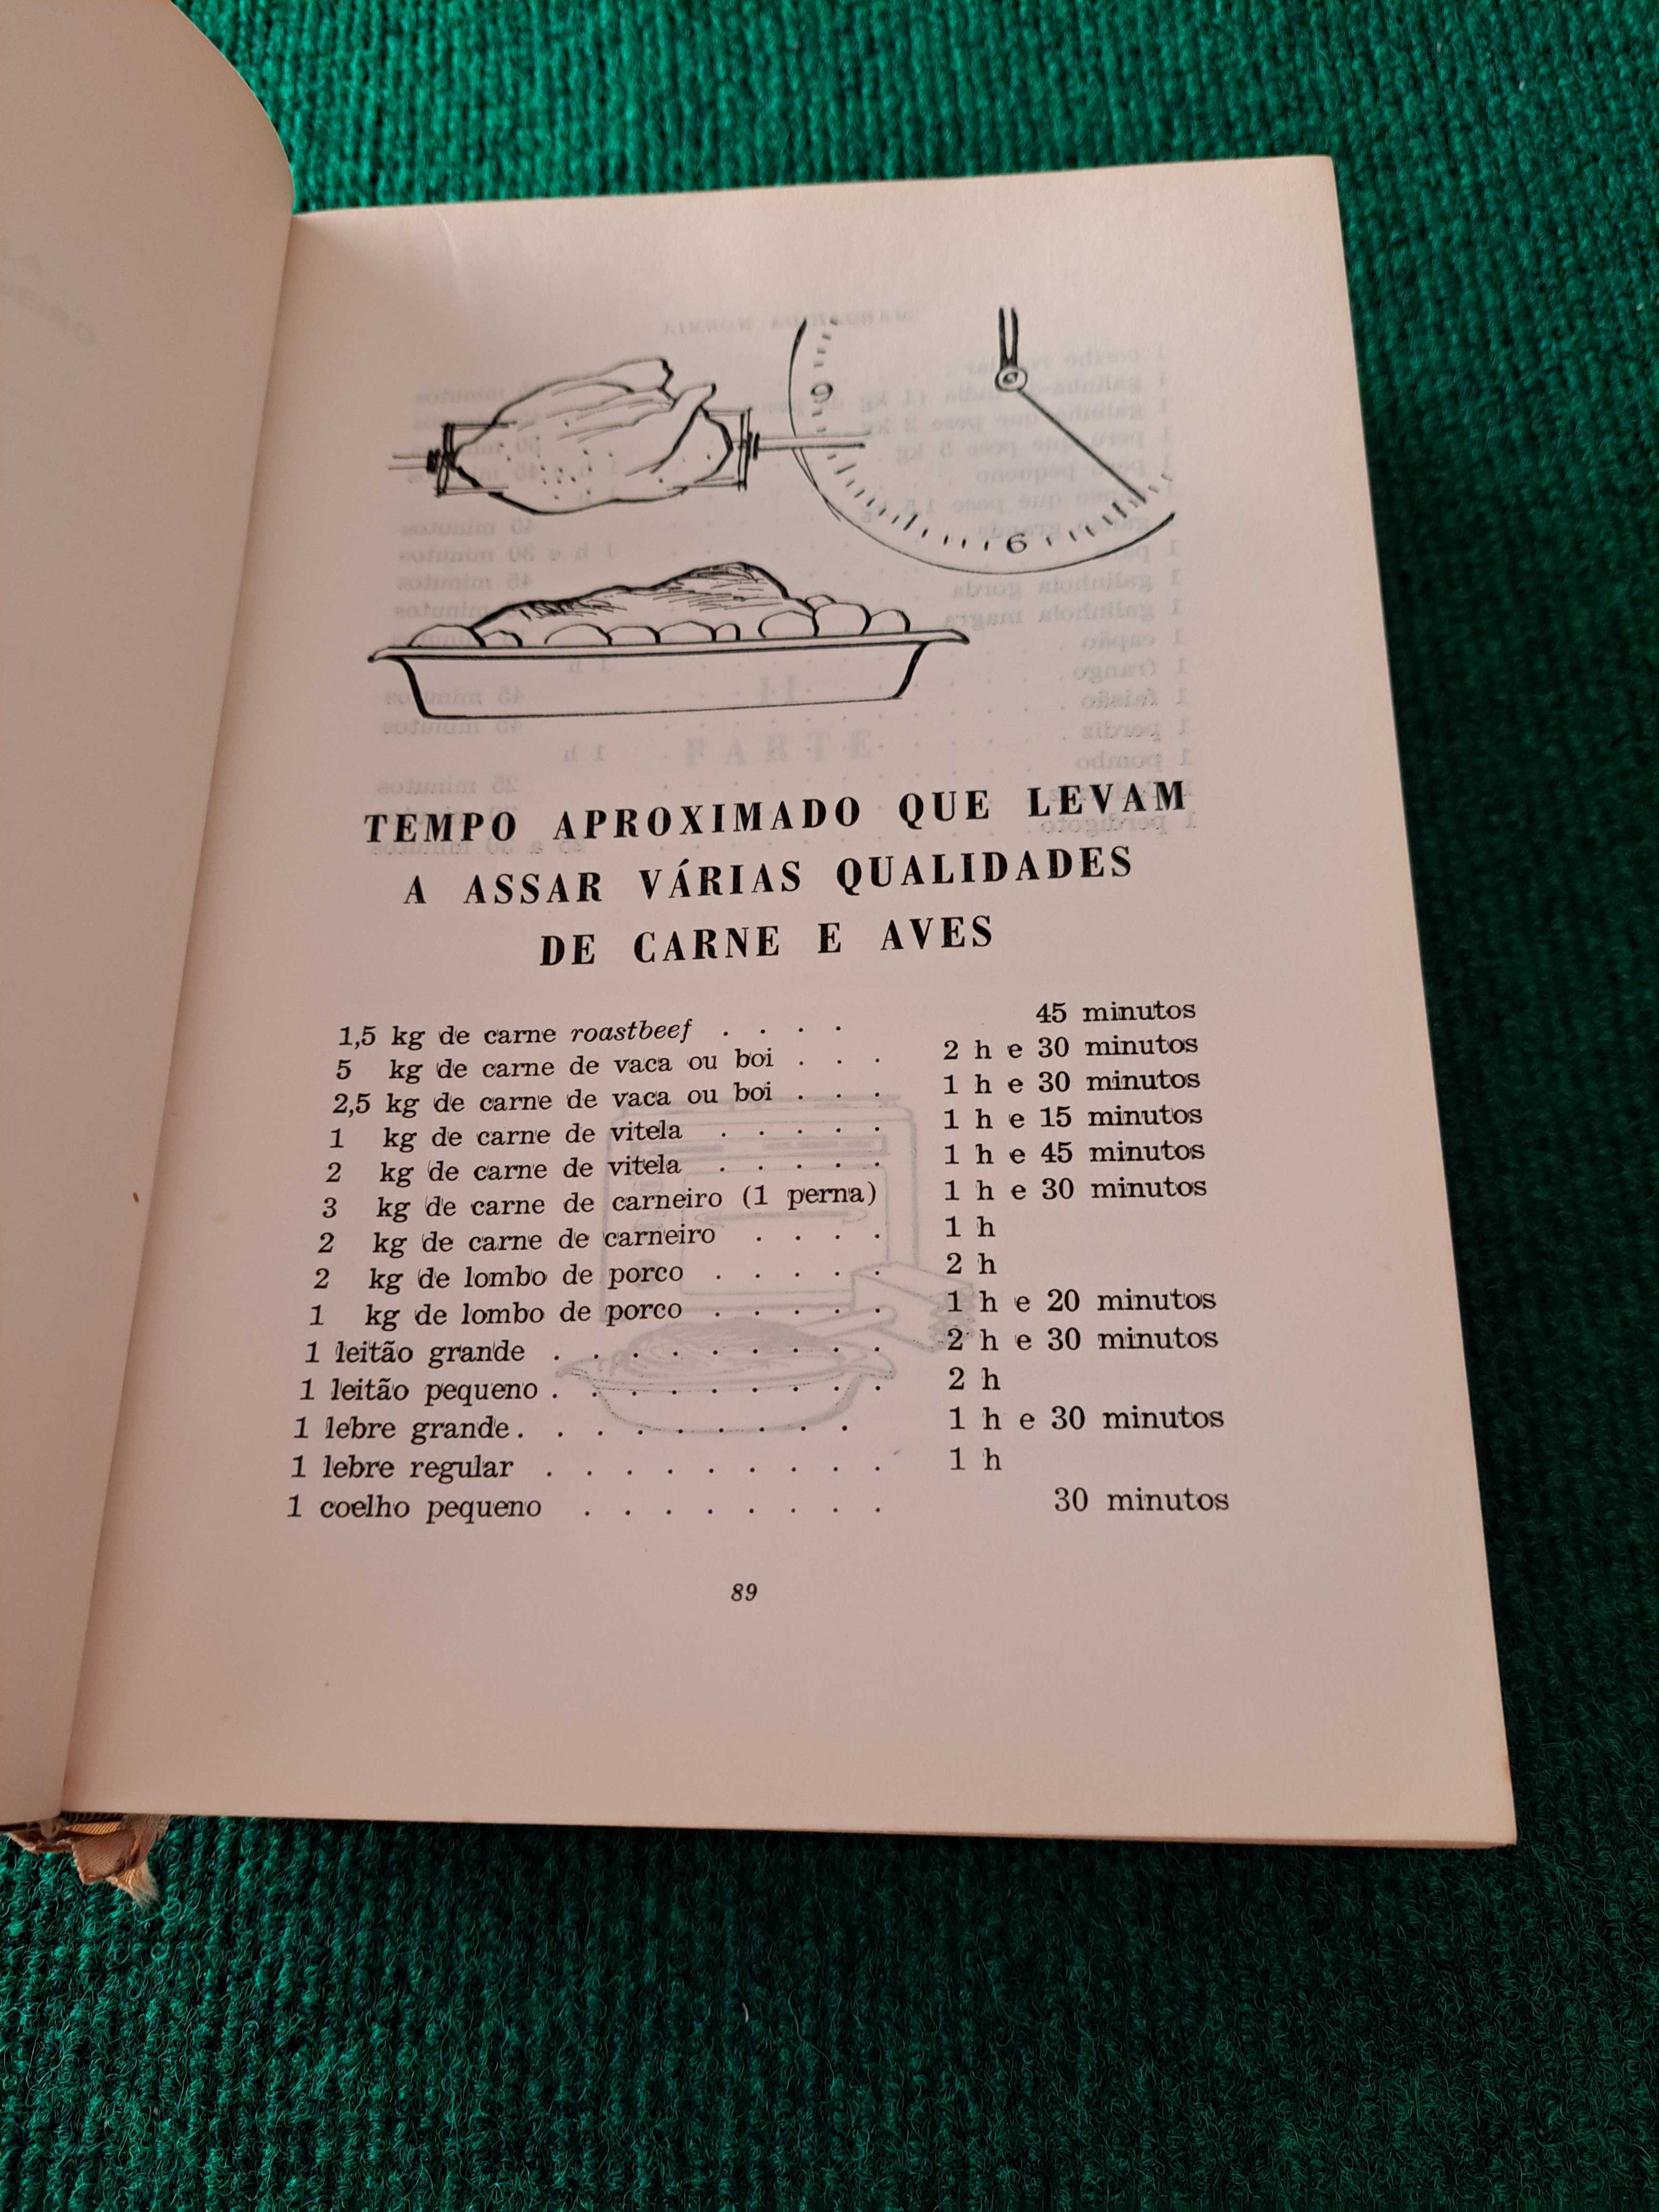 9
6
TEMPO APROXIMADO QUE LEVAM
A ASSAR VÁRIAS QUALIDADES
DE CARNE E AVES
1,5 kg de carne roastbeef . . . . 45 minutos
5 kg de carne de vaca ou boi . . . 2 h e 30 minutos
2,5 kg de carne de vaca ou boi . . . 1 h e 30 minutos
1 kg de carne de vitela . . . . . 1 h e 15 minutos
2 kg de carne de vitela . . . . . 1 h e 45 minutos
3 kg de carne de carneiro (1 perna) 1 h e 30 minutos
2 kg de carne de carneiro . . . . 1 h
2 kg de lombo de porco . . . . . 2 h
1 kg de lombo de porco . . . . . 1 h e 20 minutos
1 leitão grande . . . . . . . . . 2 h e 30 minutos
1 leitão pequeno . . . . . . . . . 2 h
1 lebre grande . . . . . . . . . 1 h e 30 minutos
1 lebre regular . . . . . . . . . 1 h
1 coelho pequeno . . . . . . . . 30 minutos
89